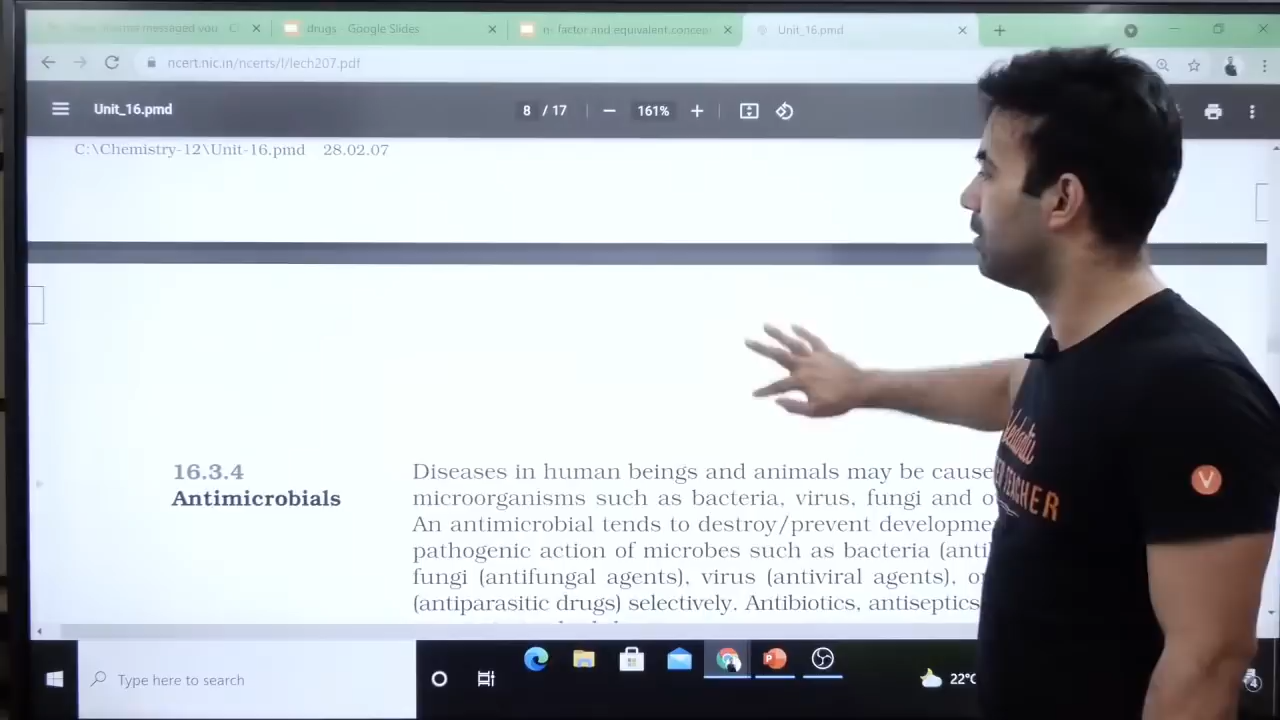 drugs - Google Slides
n- factor and equivalent concep
Unit_16.pmd
ncert.nic.in/ncerts/l/lech207.pdf
Unit_16.pmd
8 / 17
161%
C:\Chemistry-12\Unit-16.pmd 28.02.07
16.3.4
Antimicrobials
Diseases in human beings and animals may be cause
microorganisms such as bacteria, virus, fungi and o
An antimicrobial tends to destroy/prevent developme
pathogenic action of microbes such as bacteria (anti
fungi (antifungal agents), virus (antiviral agents), o
(antiparasitic drugs) selectively. Antibiotics, antiseptics
Type here to search
22°C
4
TEACHER
V